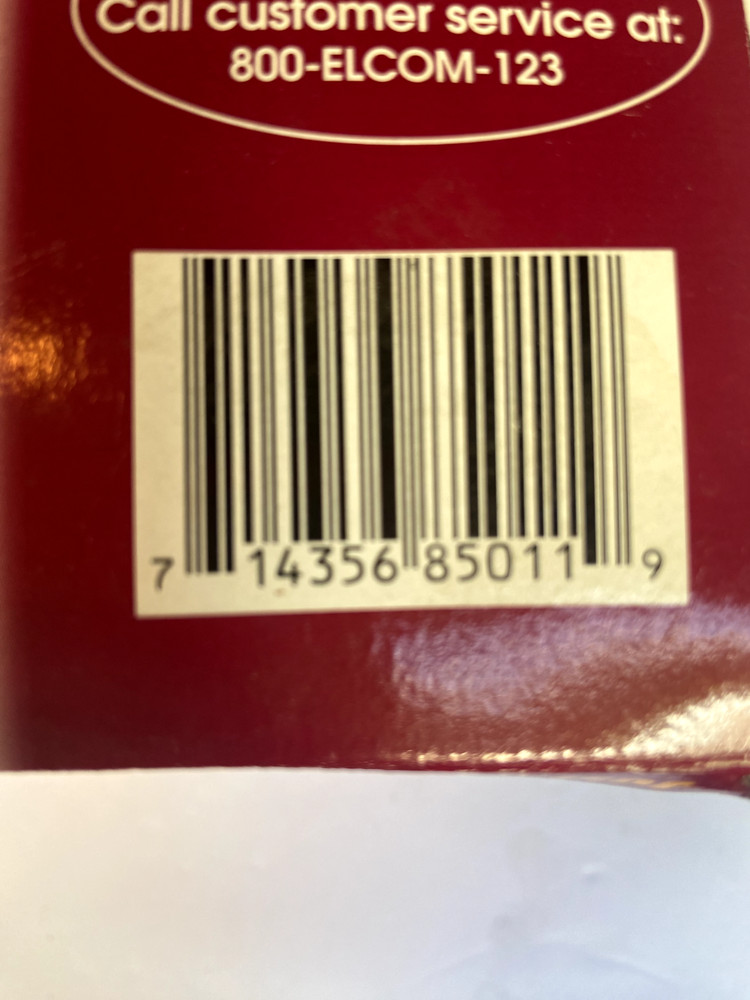 Call customer service at:
800-ELCOM-123
7 14356 85011 9